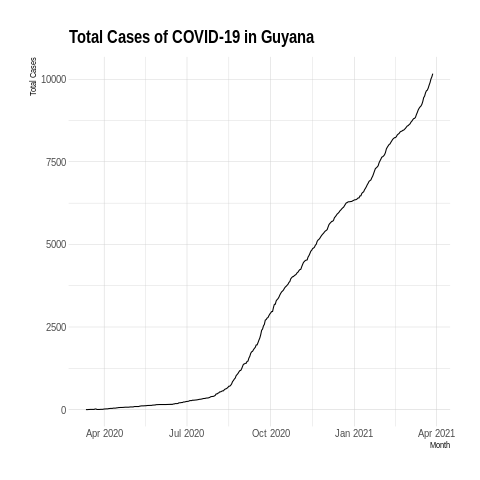 Total Cases of COVID-19 in Guyana
Total Cases
10000
7500
5000
2500
0
Apr 2020
Jul 2020
Oct 2020
Jan 2021
Apr 2021
Month